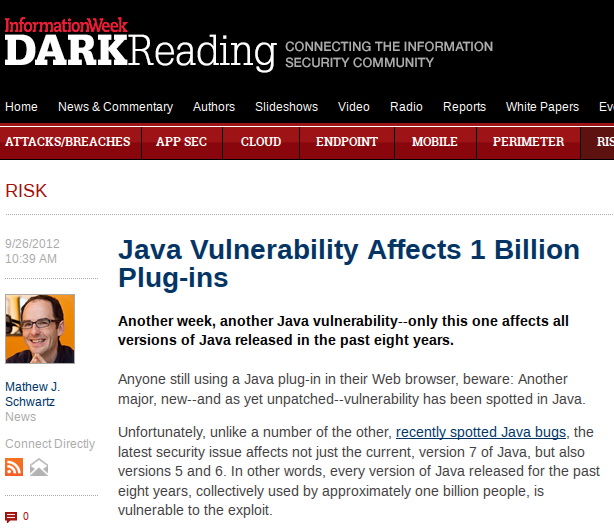 InformationWeek
DARKReading
CONNECTING THE INFORMATION
SECURITY COMMUNITY
Home News & Commentary Authors Slideshows Video Radio Reports White Papers
ATTACKS/BREACHES APP SEC CLOUD ENDPOINT MOBILE PERIMETER
RISK
9/26/2012
10:39 AM
Mathew J.
Schwartz
News
Connect Directly
0
Java Vulnerability Affects 1 Billion
Plug-ins
Another week, another Java vulnerability--only this one affects all
versions of Java released in the past eight years.
Anyone still using a Java plug-in in their Web browser, beware: Another
major, new--and as yet unpatched--vulnerability has been spotted in Java.
Unfortunately, unlike a number of the other, recently spotted Java bugs, the
latest security issue affects not just the current, version 7 of Java, but also
versions 5 and 6. In other words, every version of Java released for the past
eight years, collectively used by approximately one billion people, is
vulnerable to the exploit.